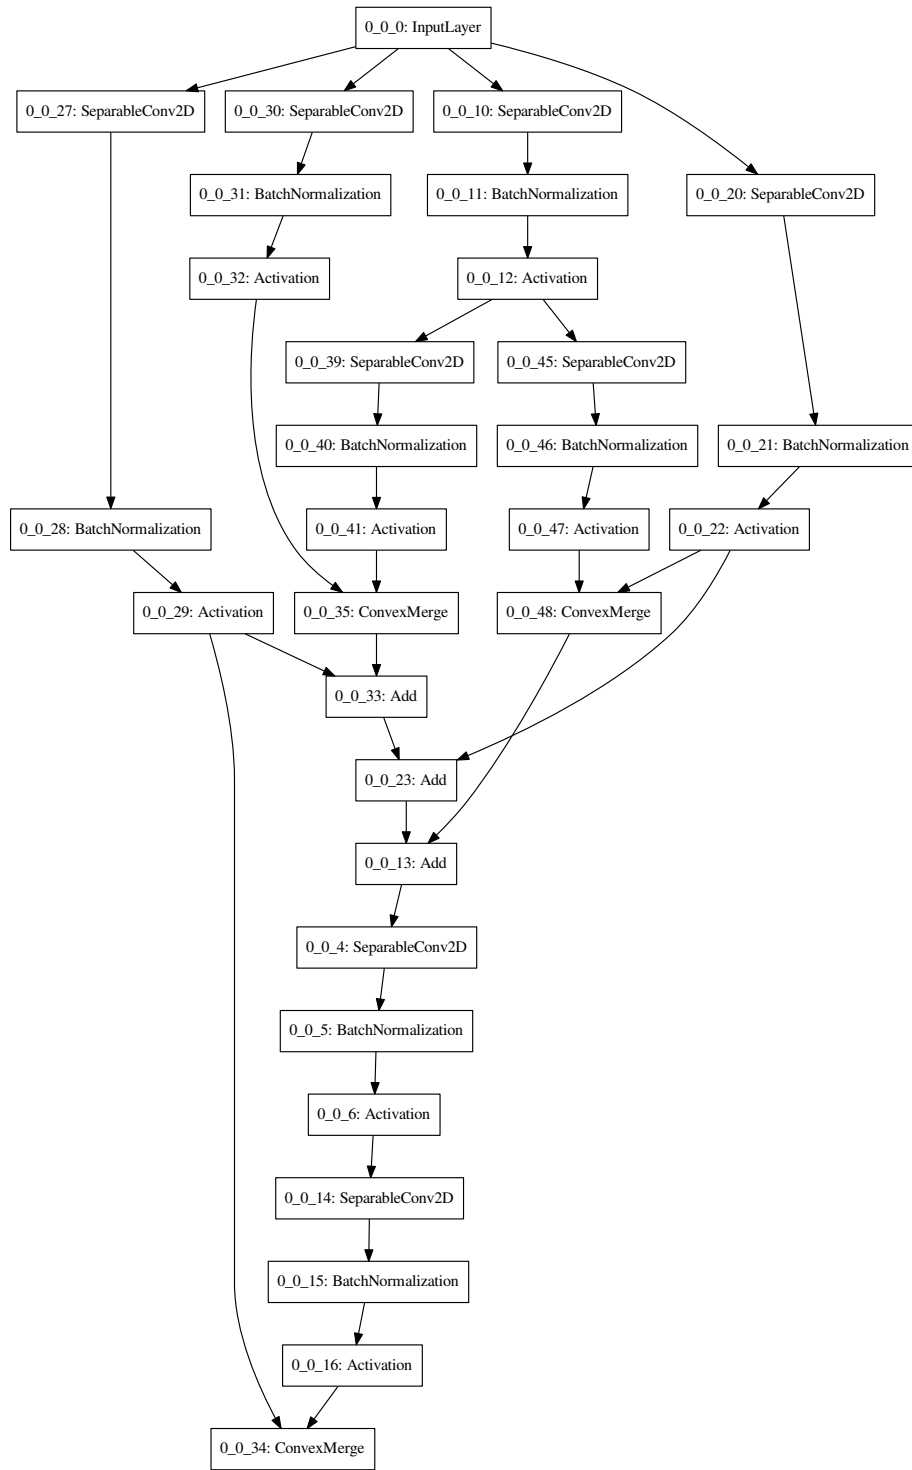 0_0_0: InputLayer
0_0_27: SeparableConv2D
0_0_30: SeparableConv2D
0_0_10: SeparableConv2D
0_0_31: BatchNormalization
0_0_11: BatchNormalization
0_0_20: SeparableConv2D
0_0_32: Activation
0_0_12: Activation
0_0_39: SeparableConv2D
0_0_45: SeparableConv2D
0_0_40: BatchNormalization
0_0_46: BatchNormalization
0_0_21: BatchNormalization
0_0_28: BatchNormalization
0_0_41: Activation
0_0_47: Activation
0_0_22: Activation
0_0_29: Activation
0_0_35: ConvexMerge
0_0_48: ConvexMerge
0_0_33: Add
0_0_23: Add
0_0_13: Add
0_0_4: SeparableConv2D
0_0_5: BatchNormalization
0_0_6: Activation
0_0_14: SeparableConv2D
0_0_15: BatchNormalization
0_0_16: Activation
0_0_34: ConvexMerge